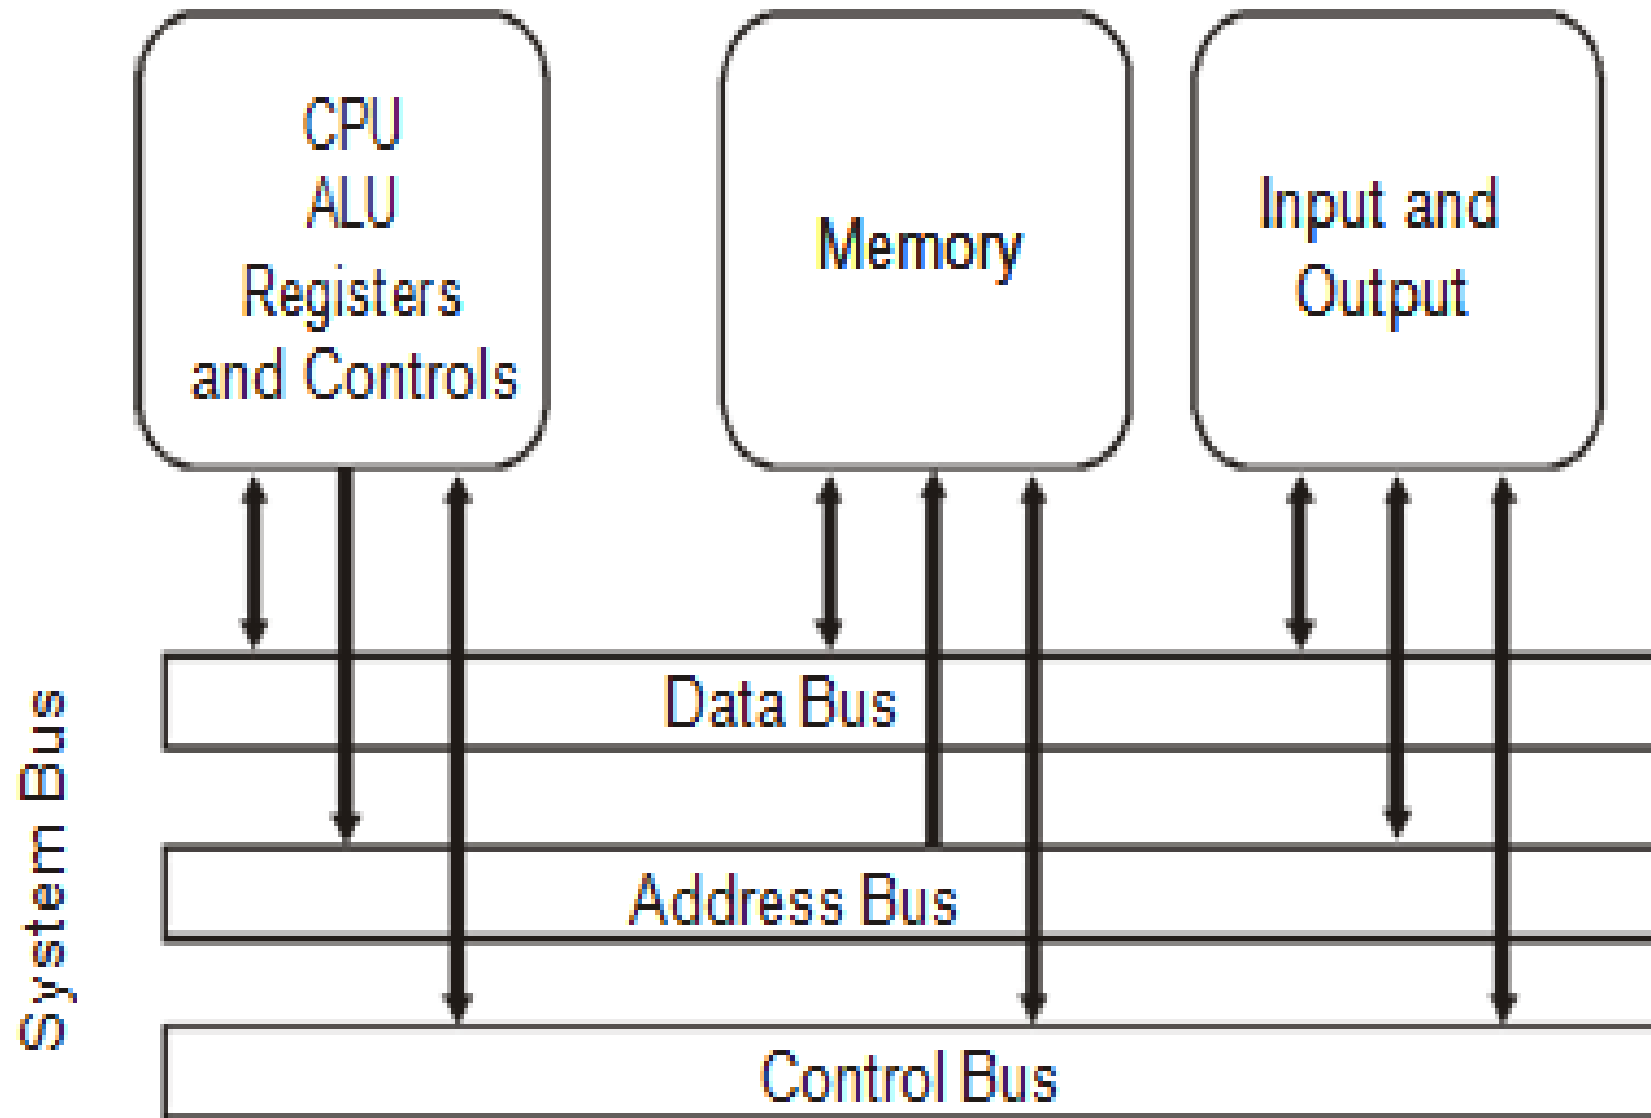 CPU
ALU
Registers
and Controls
Memory
Input and
Output
System Bus
Data Bus
Address Bus
Control Bus